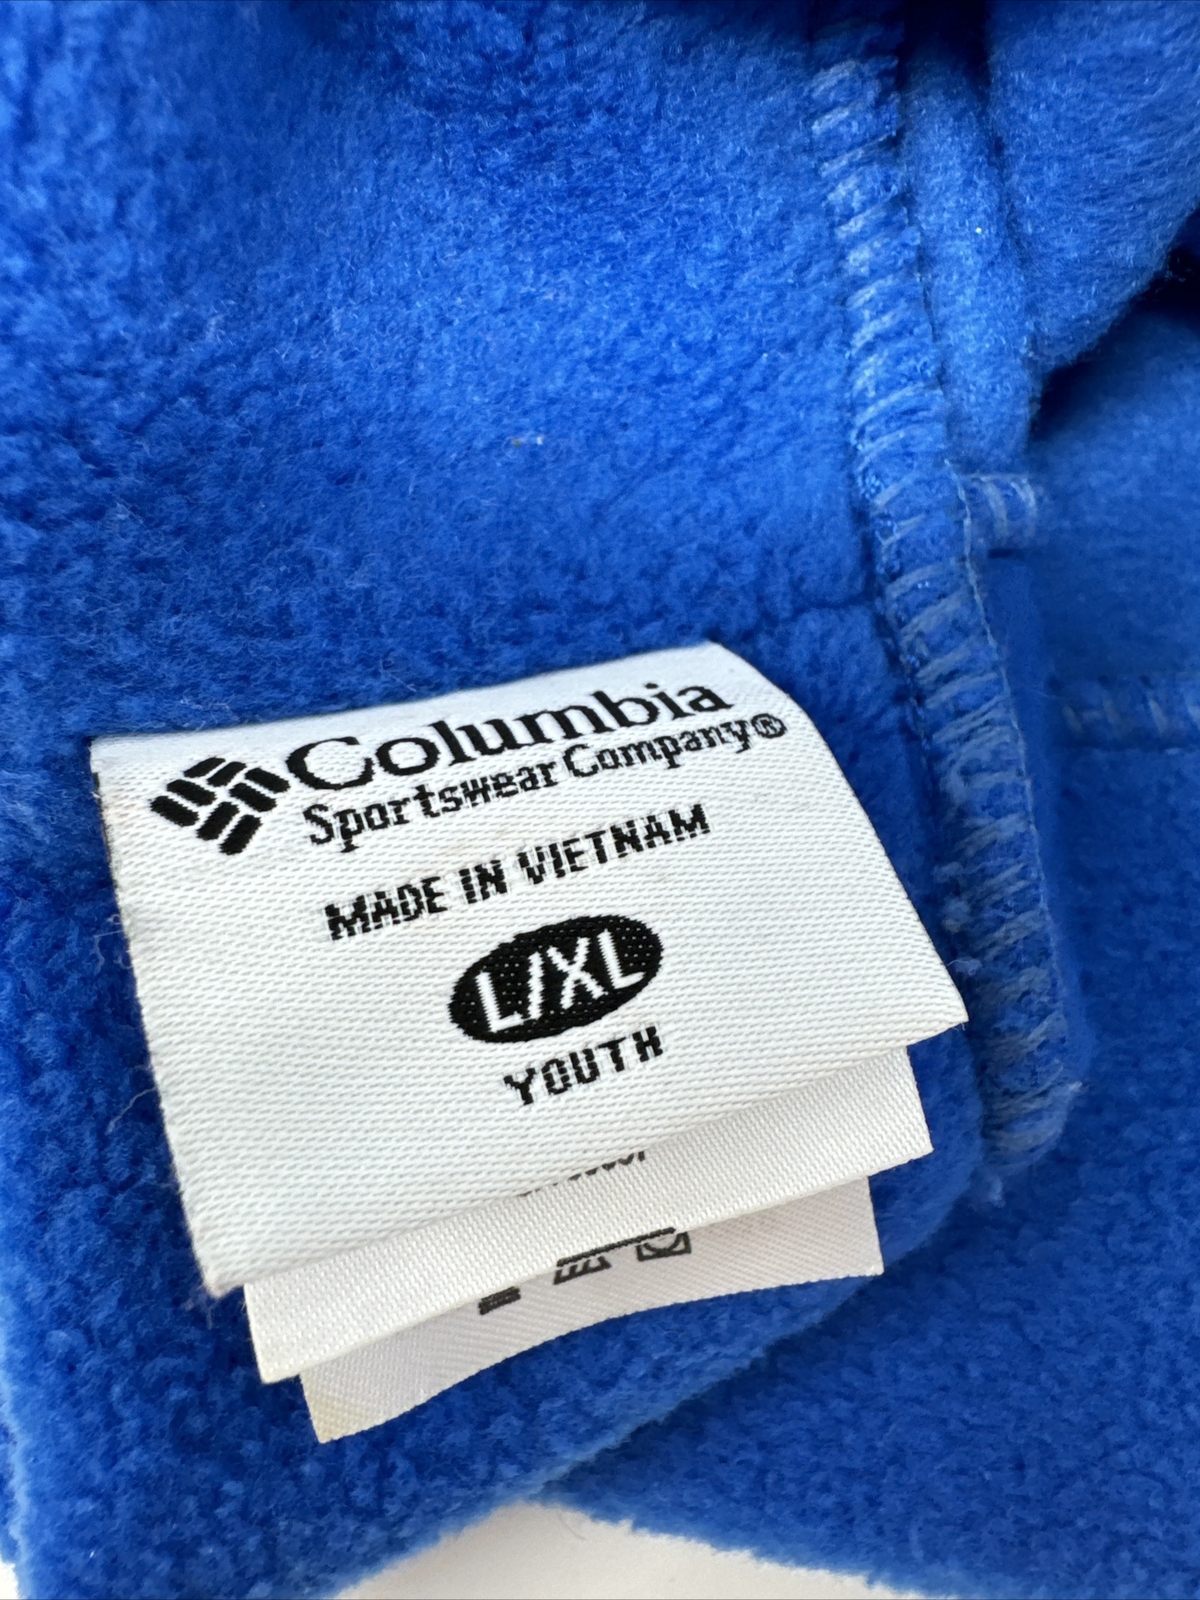 Columbia
Sportswear Company®
MADE IN VIETNAM
L/XL
YOUTH